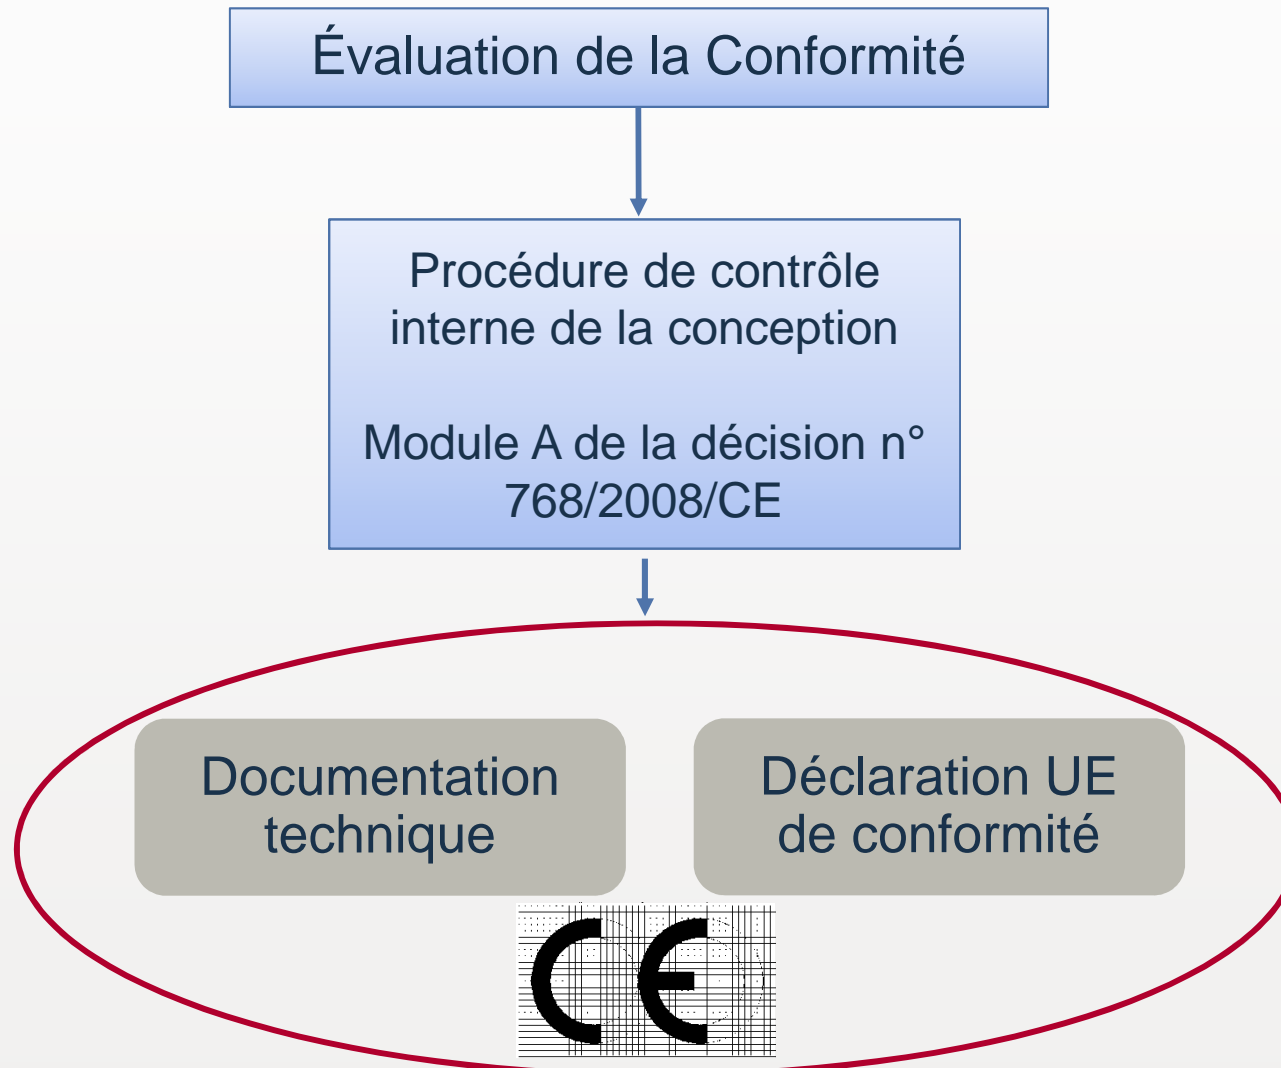 Évaluation de la Conformité
Procédure de contrôle
interne de la conception
Module A de la décision n°
768/2008/CE
Documentation
technique
Déclaration UE
de conformité
CE